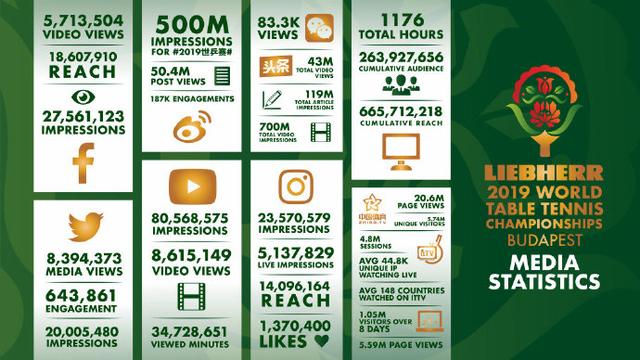 5,713,504
VIDEO VIEWS
18,607,910
REACH
27,561,123
IMPRESSIONS
8,394,373
MEDIA VIEWS
643,861
ENGAGEMENT
20,005,480
IMPRESSIONS
500M
IMPRESSIONS
FOR #2019世乒赛#
50.4M
POST VIEWS
187K ENGAGEMENTS
80,568,575
IMPRESSIONS
8,615,149
VIDEO VIEWS
34,728,651
VIEWED MINUTES
83.3K
VIEWS
头条
43M
TOTAL VIDEO
VIEWS
119M
TOTAL ARTICLE
IMPRESSIONS
700M
TOTAL VIDEO
IMPRESSIONS
23,570,579
IMPRESSIONS
5,137,829
LIVE IMPRESSIONS
14,096,164
REACH
1,370,400
LIKES
1176
TOTAL HOURS
263,927,656
CUMULATIVE AUDIENCE
665,712,218
CUMULATIVE REACH
中国体育
20.6M
PAGE VIEWS
5.74M
UNIQUE VISITORS
4.8M
SESSIONS
AVG 44.8K
UNIQUE IP
WATCHING LIVE
itTV
AVG 148 COUNTRIES
WATCHED ON ITTV
1.05M
VISITORS OVER
8 DAYS
5.59M PAGE VIEWS
LIEBHERR
2019 WORLD
TABLE TENNIS
CHAMPIONSHIPS
BUDAPEST
MEDIA
STATISTICS